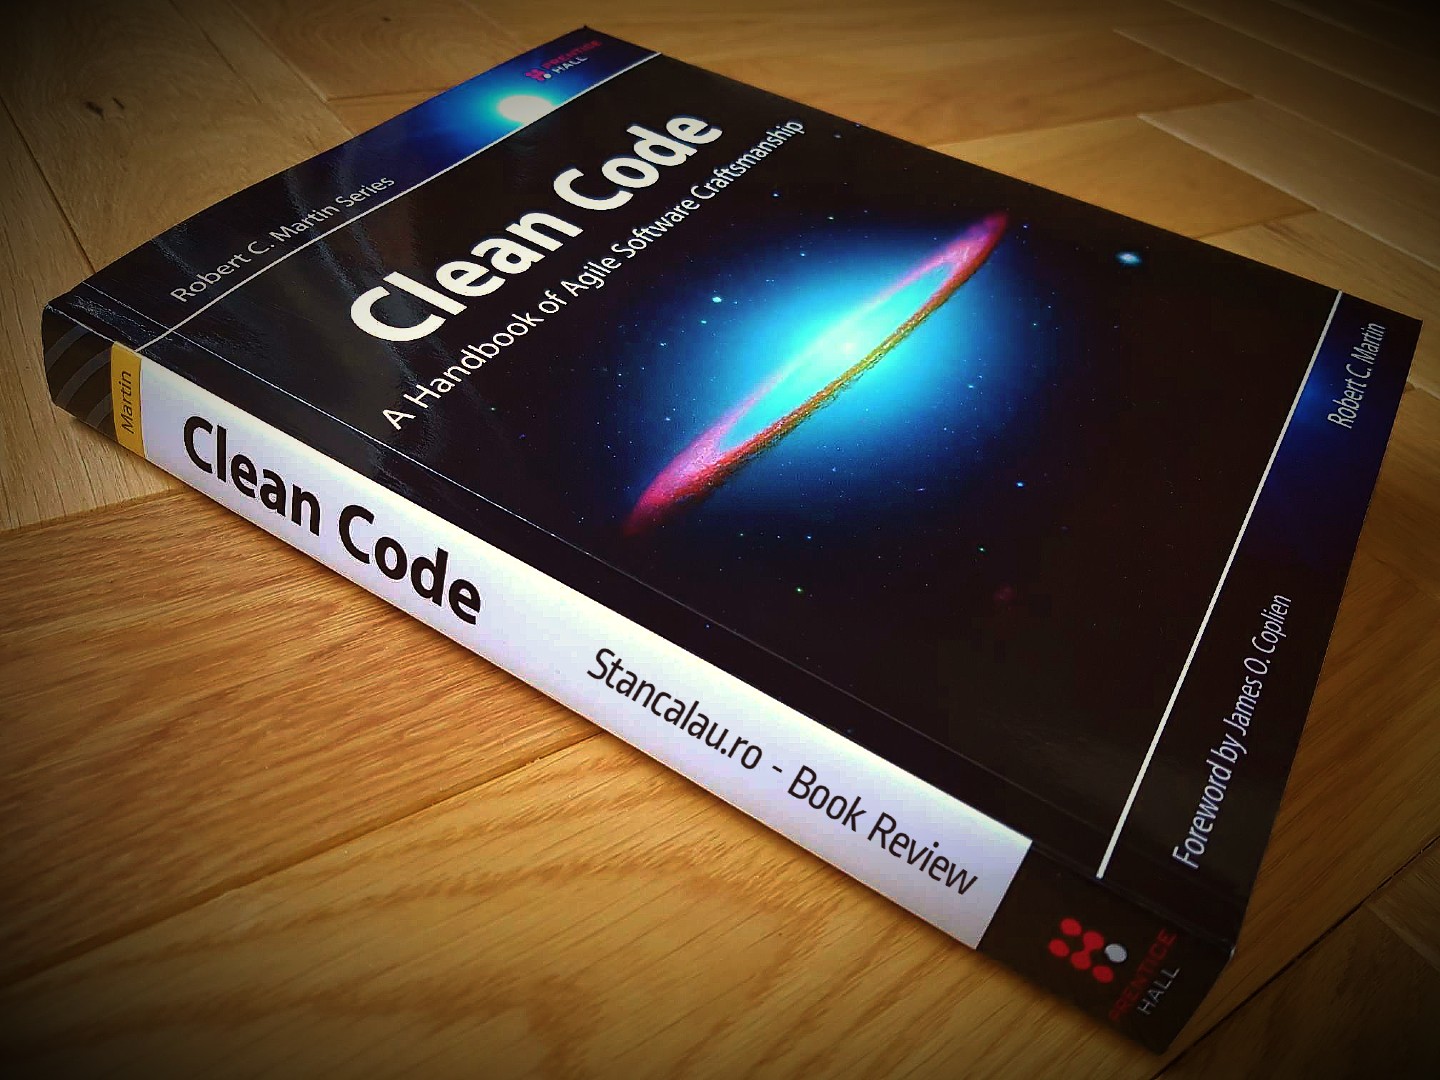 PRENTICE
HALL
Robert C. Martin Series
Clean Code
A Handbook of Agile Software Craftsmanship
Robert C. Martin
Foreword by James O. Coplien
Martin
Clean Code
Stancalau.ro - Book Review
PRENTICE
HALL